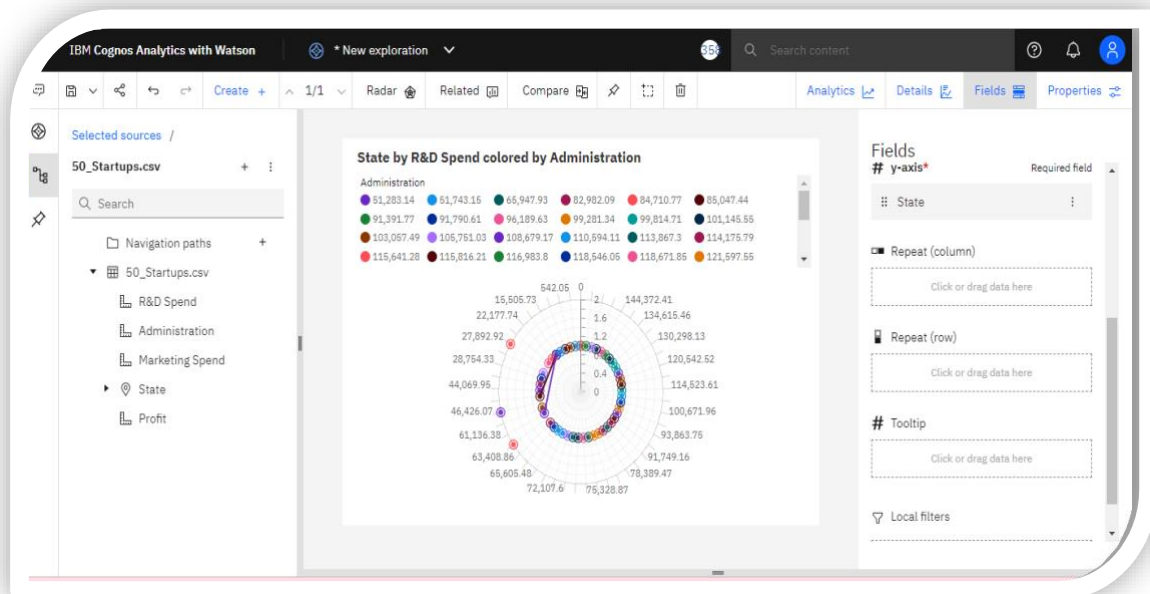 IBM Cognos Analytics with Watson
* New exploration
358
Search content
Create +
1/1
Radar
Related
Compare
Analytics
Details
Fields
Properties
Selected sources /
50_Startups.csv
Search
Navigation paths
50_Startups.csv
R&D Spend
Administration
Marketing Spend
State
Profit
State by R&D Spend colored by Administration
Administration
51,283.14 51,743.15 65,947.93 82,982.09 84,710.77 85,047.44
91,391.77 91,790.61 96,189.63 99,281.34 99,814.71 101,145.55
103,057.49 105,751.03 108,679.17 110,594.11 113,867.3 114,175.79
115,641.28 115,816.21 116,983.8 118,546.05 118,671.85 121,597.55
542.05 0
15,505.73 2 144,372.41
22,177.74 1.6 134,615.46
27,892.92 1.2 130,298.13
28,754.33 120,542.52
0.4
44,069.95 0 114,523.61
46,426.07 100,671.96
61,136.38 93,863.75
63,408.86 91,749.16
65,605.48 78,389.47
72,107.6 75,328.87
Fields
# y-axis* Required field
State
Repeat (column)
Click or drag data here
Repeat (row)
Click or drag data here
# Tooltip
Click or drag data here
Local filters